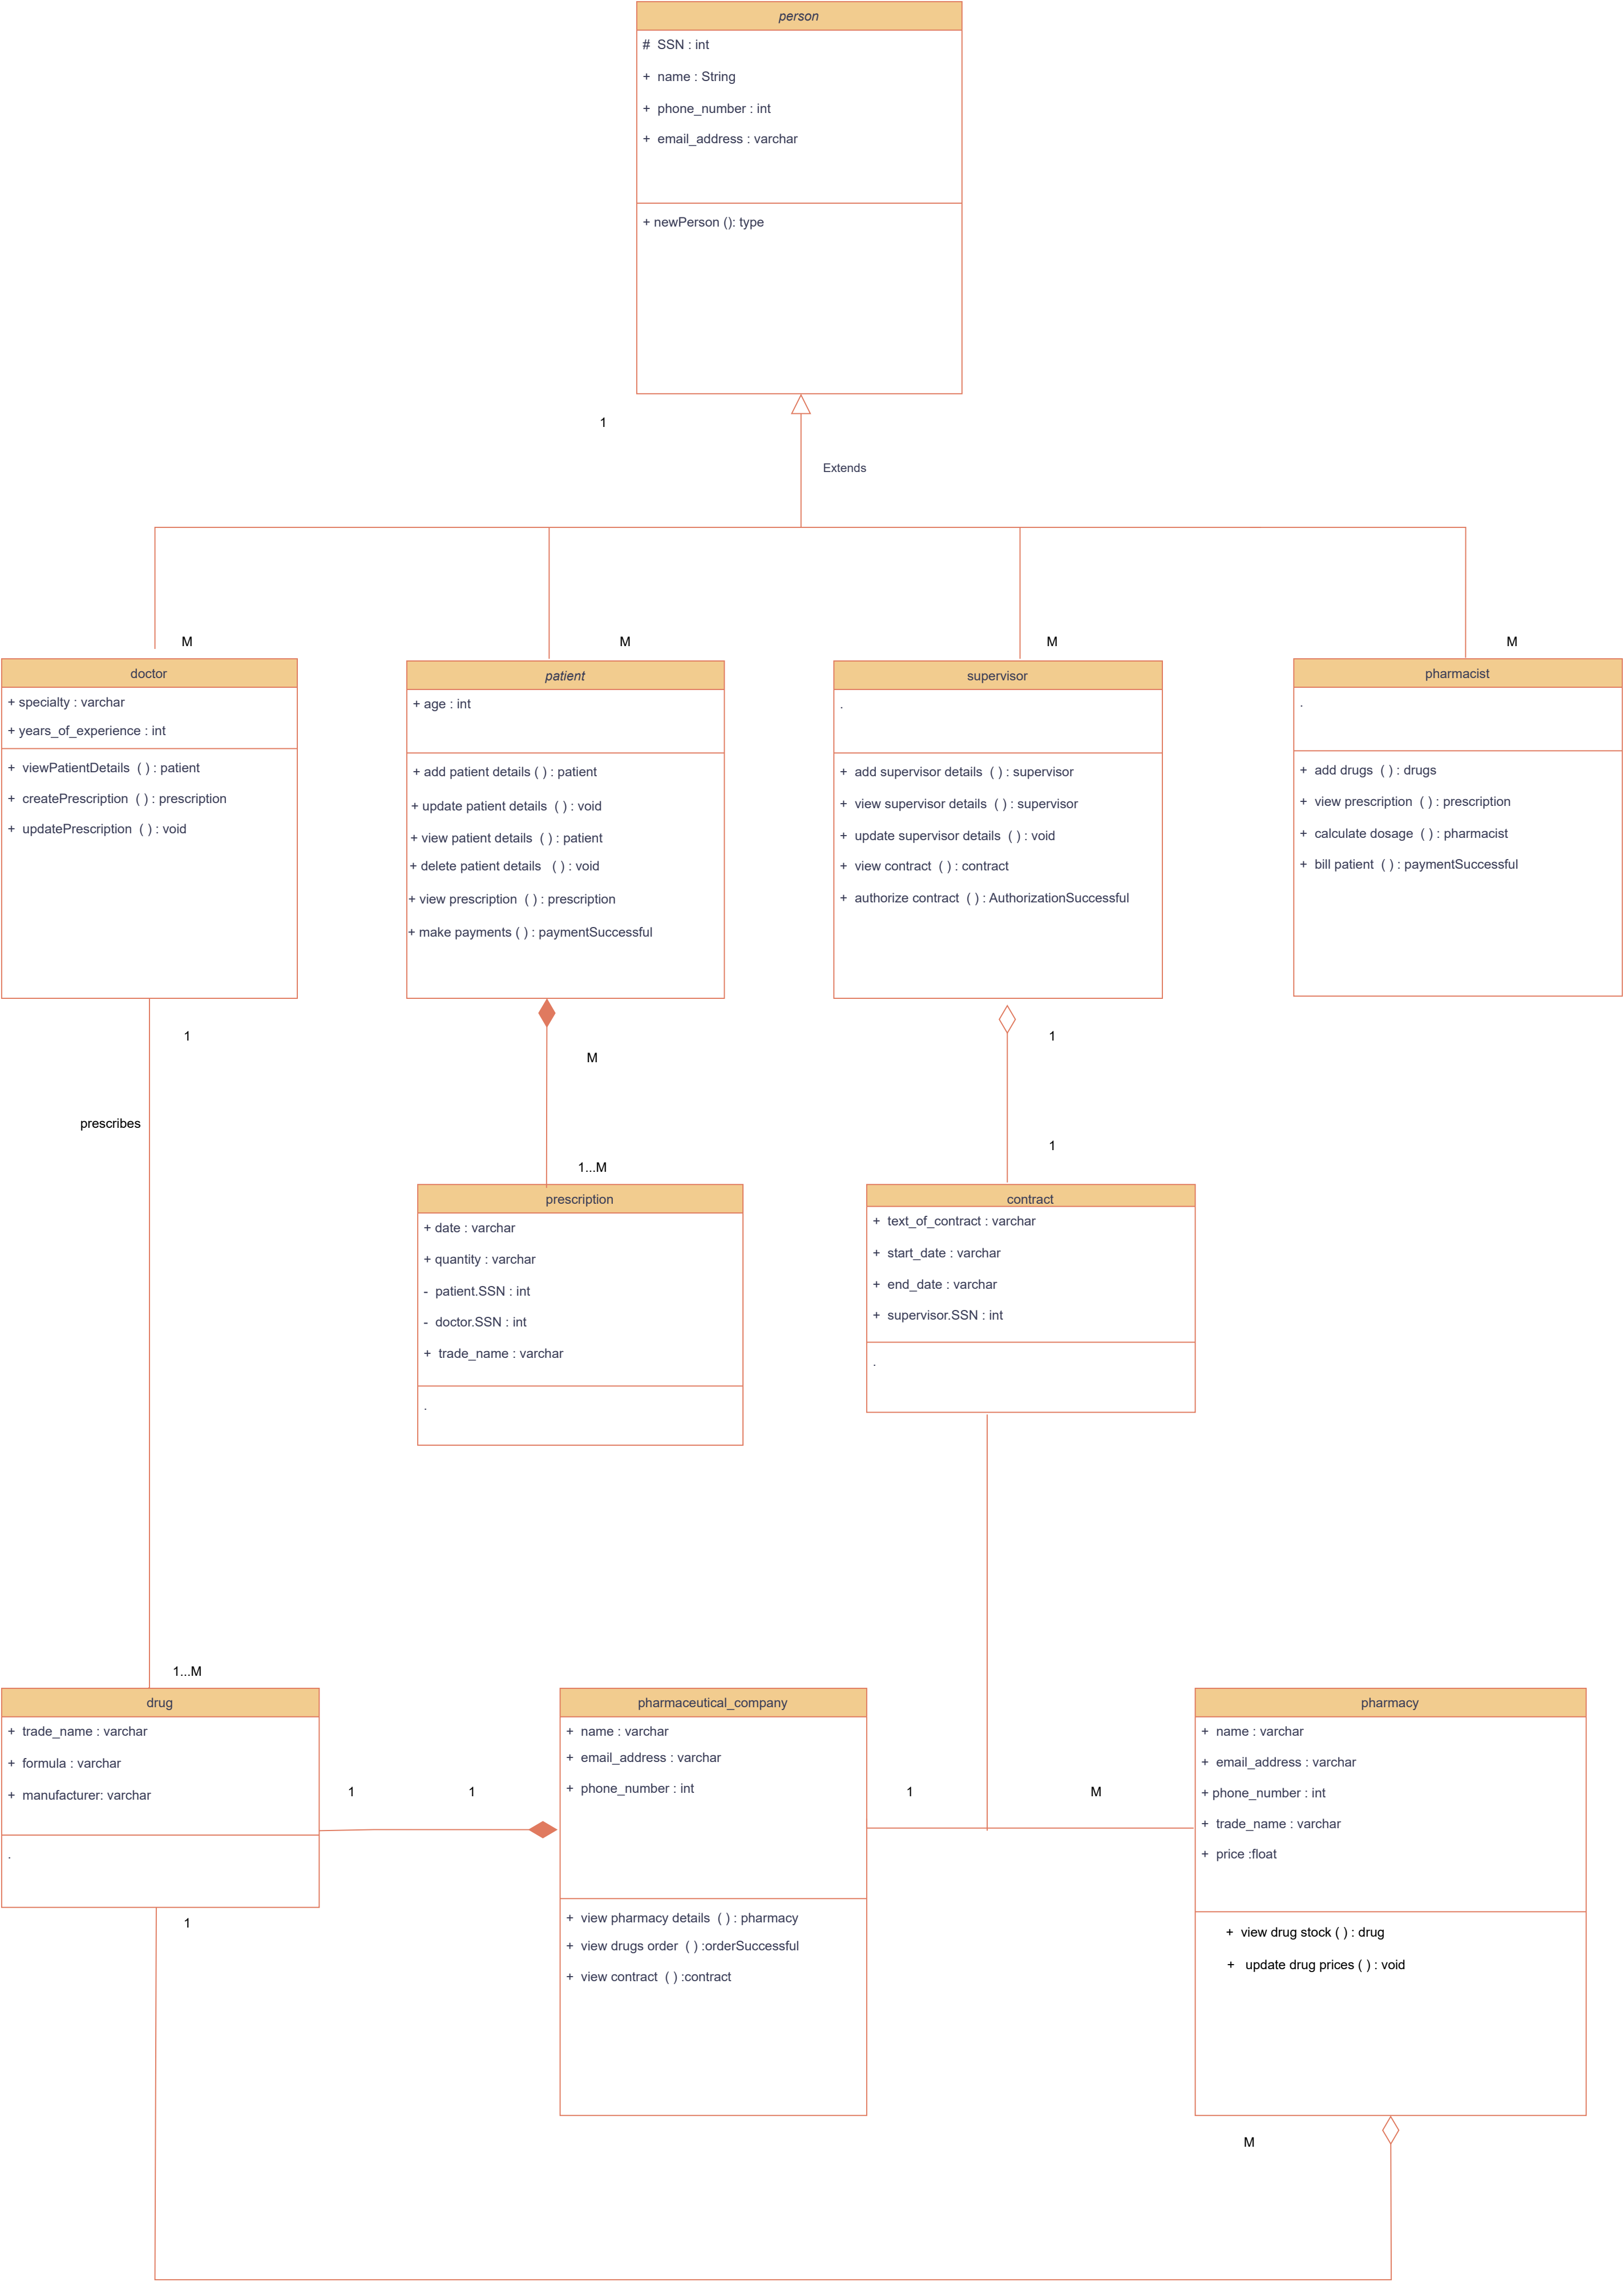 person
# SSN : int
+ name : String
+ phone_number : int
+ email_address : varchar
+ newPerson (): type
1
Extends
M
M
M
M
doctor
+ specialty : varchar
+ years_of_experience : int
+ viewPatientDetails ( ) : patient
+ createPrescription ( ) : prescription
+ updatePrescription ( ) : void
patient
+ age : int
+ add patient details ( ) : patient
+ update patient details ( ) : void
+ view patient details ( ) : patient
+ delete patient details ( ) : void
+ view prescription ( ) : prescription
+ make payments ( ) : paymentSuccessful
supervisor
.
+ add supervisor details ( ) : supervisor
+ view supervisor details ( ) : supervisor
+ update supervisor details ( ) : void
+ view contract ( ) : contract
+ authorize contract ( ) : AuthorizationSuccessful
pharmacist
.
+ add drugs ( ) : drugs
+ view prescription ( ) : prescription
+ calculate dosage ( ) : pharmacist
+ bill patient ( ) : paymentSuccessful
1
M
1
prescribes
1
1...M
prescription
+ date : varchar
+ quantity : varchar
- patient.SSN : int
- doctor.SSN : int
+ trade_name : varchar
.
contract
+ text_of_contract : varchar
+ start_date : varchar
+ end_date : varchar
+ supervisor.SSN : int
.
1...M
drug
+ trade_name : varchar
+ formula : varchar
+ manufacturer: varchar
.
1
1
pharmaceutical_company
+ name : varchar
+ email_address : varchar
+ phone_number : int
+ view pharmacy details ( ) : pharmacy
+ view drugs order ( ) :orderSuccessful
+ view contract ( ) :contract
1
M
pharmacy
+ name : varchar
+ email_address : varchar
+ phone_number : int
+ trade_name : varchar
+ price :float
+ view drug stock ( ) : drug
+ update drug prices ( ) : void
1
M